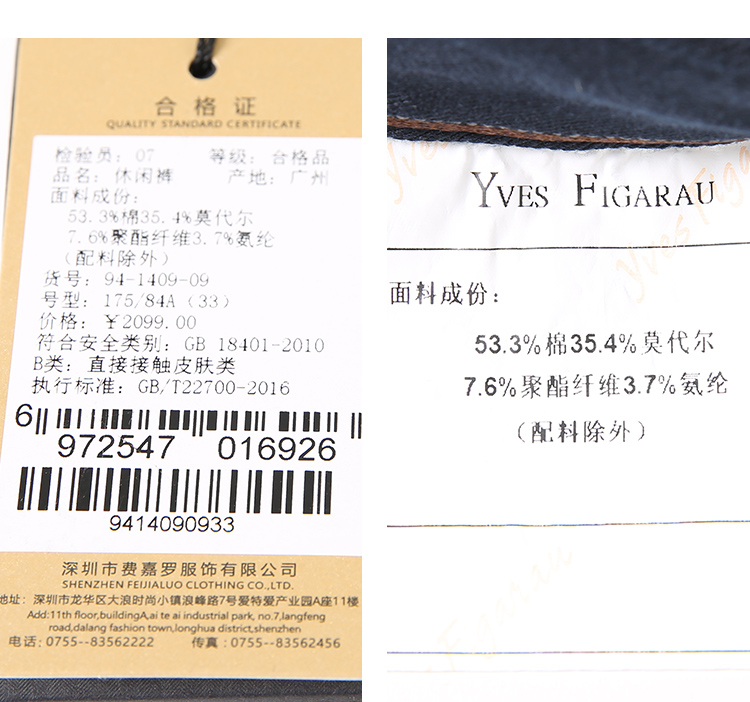 合格证
QUALITY STANDARD CERTIFICATE
检验员: 07 等级: 合格品
品名: 休闲裤 产地: 广州
面料成份:
53.3%棉35.4%莫代尔
7.6%聚酯纤维3.7%氨纶
(配料除外)
货号: 94-1409-09
号型: 175/84A (33)
价格: ¥2099.00
符合安全类别: GB 18401-2010
B类: 直接接触皮肤类
执行标准: GB/T22700-2016
6 972547 016926
9414090933
深圳市费嘉罗服饰有限公司
SHENZHEN FEIJIALUO CLOTHING CO.,LTD
地址: 深圳市龙华区大浪时尚小镇浪峰路7号爱特爱产业园A座11楼
Add:11th floor,buildingA,ai te ai industrial park, no.7,langfeng
road,dalang fashion town,longhua district,shenzhen
电话: 0755--83562222 传真: 0755--83562456
YVES FIGARAU
Yves Figarau
面料成份:
53.3%棉35.4%莫代尔
7.6%聚酯纤维3.7%氨纶
(配料除外)
Figarau